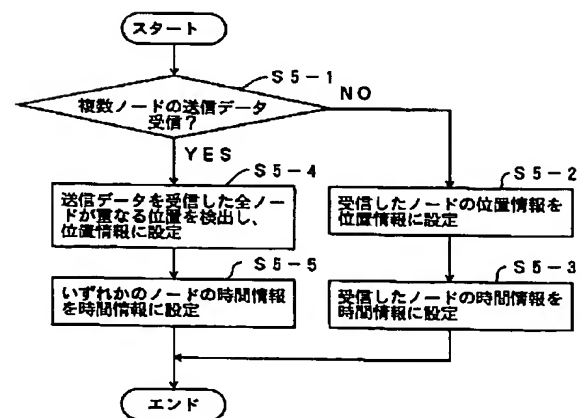 スタート
S5-1
複数ノードの送信データ
受信?
NO
YES
S5-4
送信データを受信した全ノー
ドが重なる位置を検出し、
位置情報に設定
S5-2
受信したノードの位置情報を
位置情報に設定
S5-5
いずれかのノードの時間情報
を時間情報に設定
S5-3
受信したノードの時間情報を
時間情報に設定
エンド